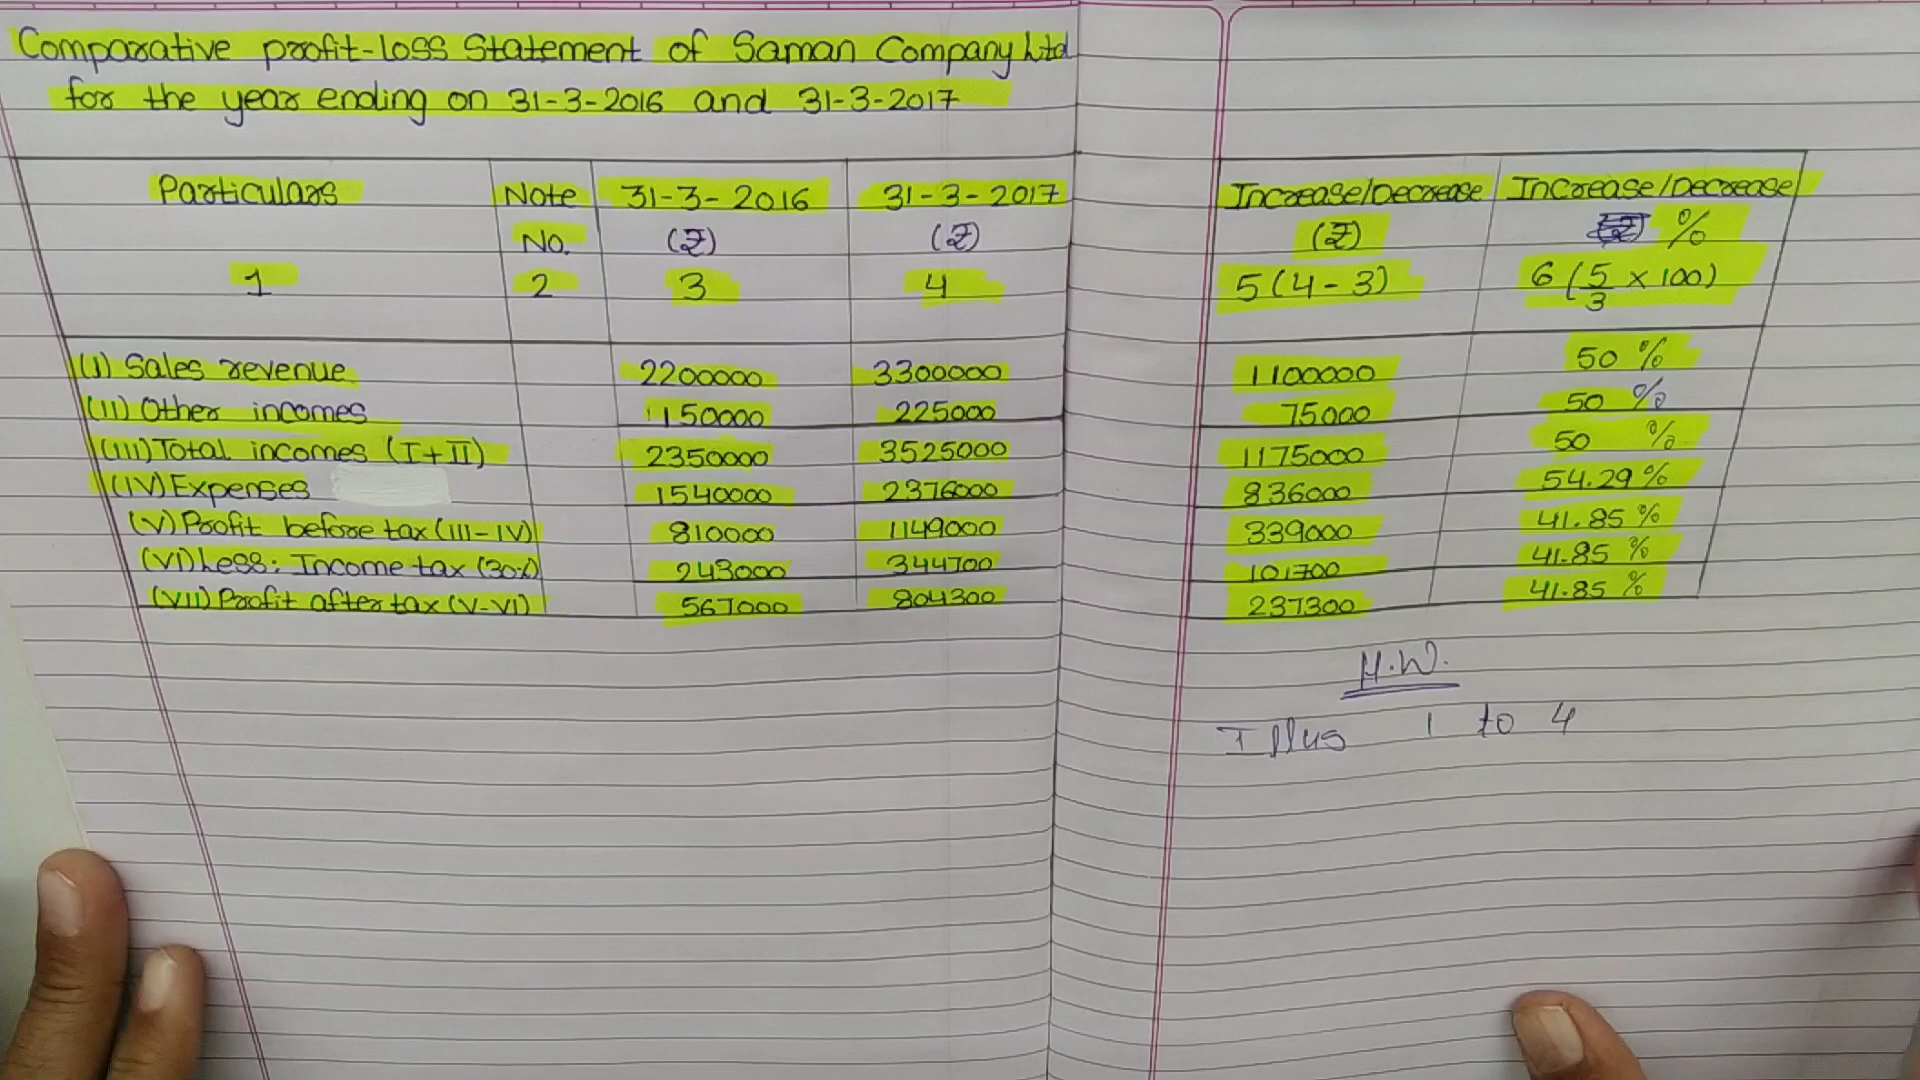 Comparative profit-loss Statement of Saman Company Ltd
for the year ending on 31-3-2016 and 31-3-2017
Particulars Note 31-3-2016 31-3-2017 Increase/Decrease Increase/Decrease
No. (₹) (₹) (₹) %
1 2 3 4 5(4-3) 6(5/3 x 100)
(I) Sales revenue 2200000 3300000 1100000 50 %
(II) Other incomes 150000 225000 75000 50 %
(III) Total incomes (I+II) 2350000 3525000 1175000 50 %
(IV) Expenses 1540000 2376000 836000 54.29 %
(V) Profit before tax (III-IV) 810000 1149000 339000 41.85 %
(VI) Less: Income tax (30%) 243000 344700 101700 41.85 %
(VII) Profit after tax (V-VI) 567000 804300 237300 41.85 %
H.W.
Illus 1 to 4